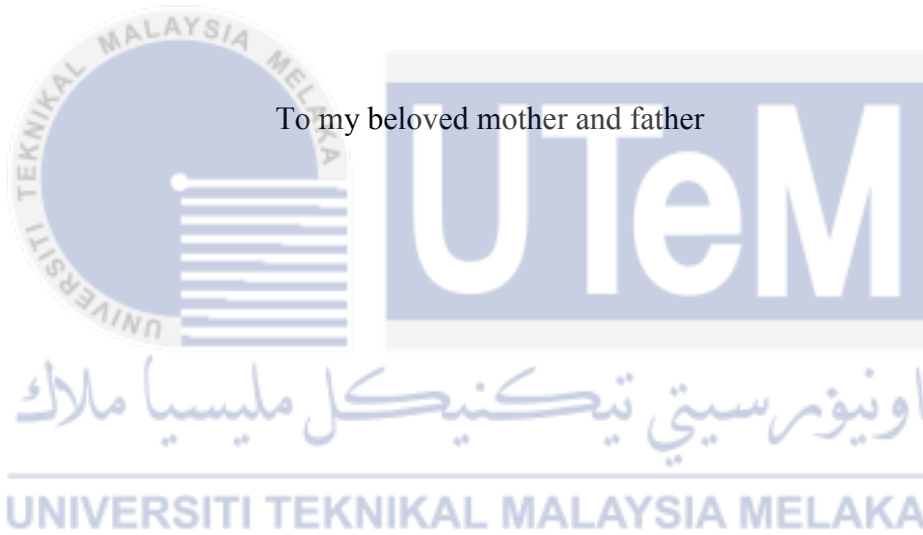 UNIVERSITI TEKNIKAL MALAYSIA MELAKA
To my beloved mother and father
UTeM
اونيۏرسيتي تيكنيكل مليسيا ملاك
UNIVERSITI TEKNIKAL MALAYSIA MELAKA